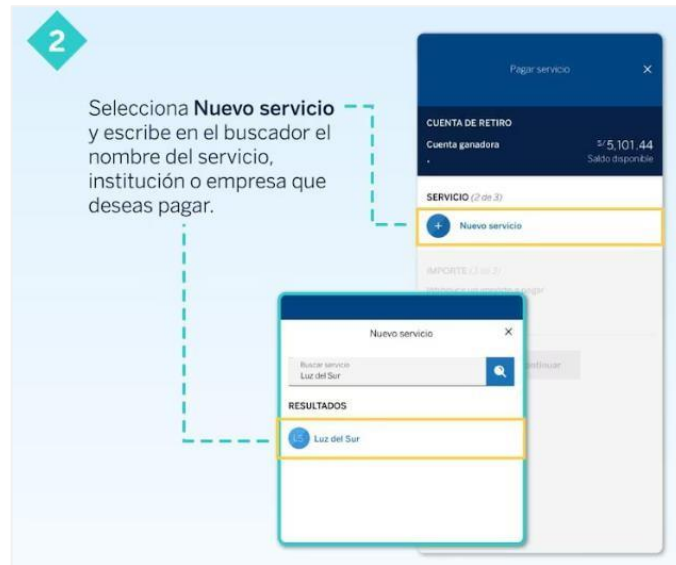 2
Selecciona Nuevo servicio
y escribe en el buscador el
nombre del servicio,
institución o empresa que
deseas pagar.
Pagar servicio X
CUENTA DE RETIRO
Cuenta ganadora S/5,101.44
Saldo disponible
SERVICIO (2 de 3)
+ Nuevo servicio
IMPORTE (3 de 3)
Nuevo servicio X
Buscar servicio
Luz del Sur
RESULTADOS
LS Luz del Sur
continuar